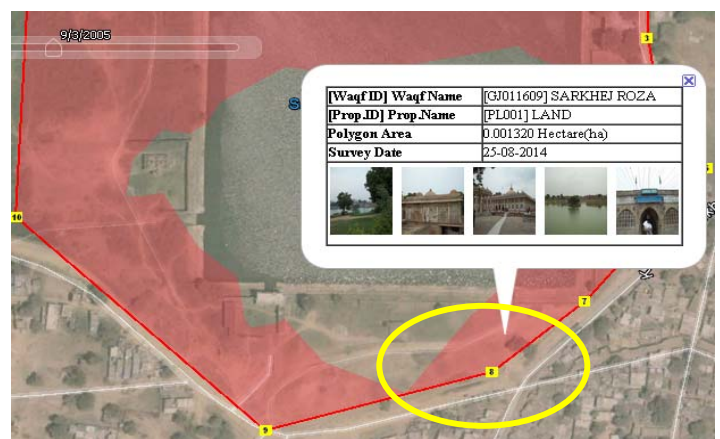 9/3/2005
3
S
[Waqf ID] Waqf Name [GJ011609] SARKHEJ ROZA
[Prop.ID] Prop.Name [PL001] LAND
Polygon Area 0.001320 Hectare(ha)
Survey Date 25-08-2014
10
7
8
9